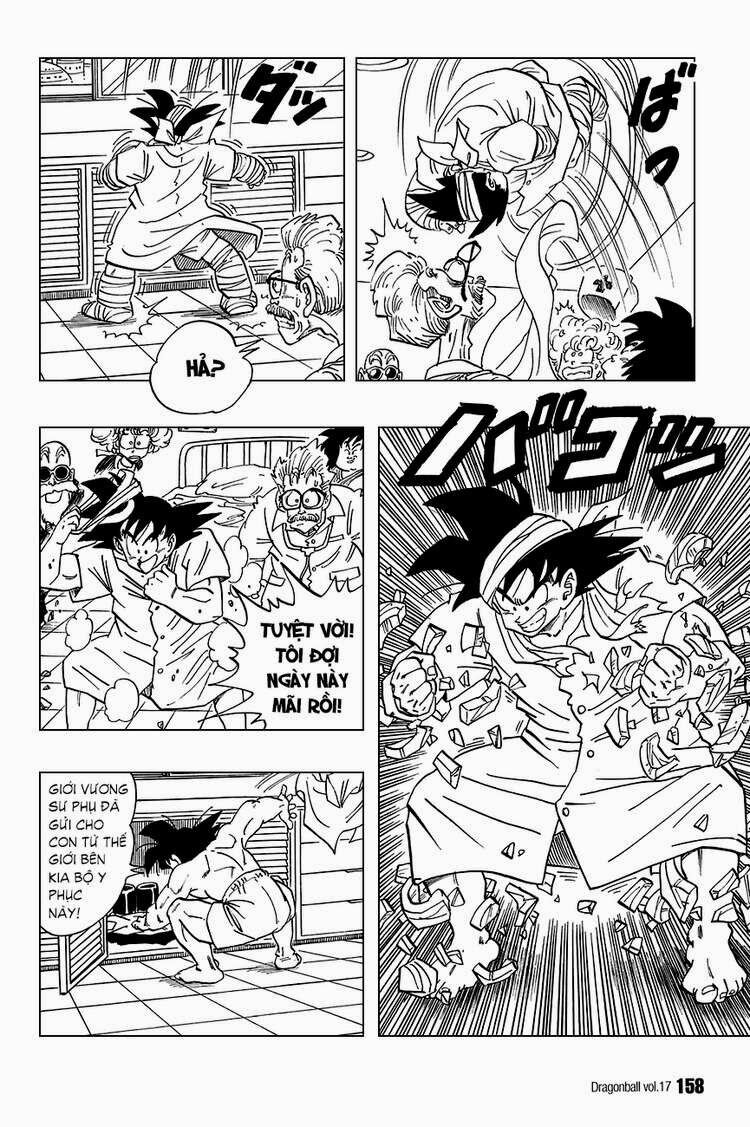 ばっ
ダッ
HẢ?
バゴッ
TUYỆT VỜI!
TÔI ĐỢI
NGÀY NÀY
MÃI RỒI!
GIỚI VƯƠNG
SƯ PHỤ ĐÃ
GỬI CHO
CON TỪ THẾ
GIỚI BÊN
KIA BỘ Y
PHỤC
NÀY!
Dragonball vol.17 158